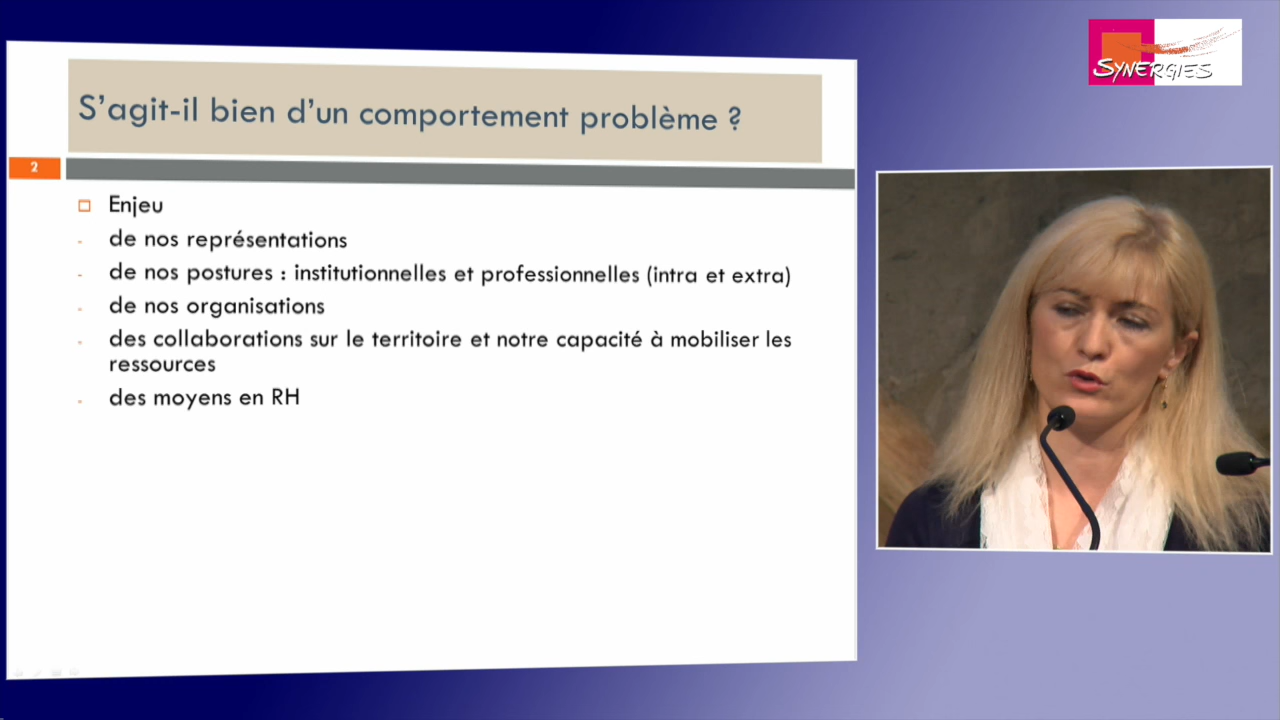 SYNERGIES
S'agit-il bien d'un comportement problème ?
2
Enjeu
- de nos représentations
- de nos postures : institutionnelles et professionnelles (intra et extra)
- de nos organisations
- des collaborations sur le territoire et notre capacité à mobiliser les
ressources
- des moyens en RH